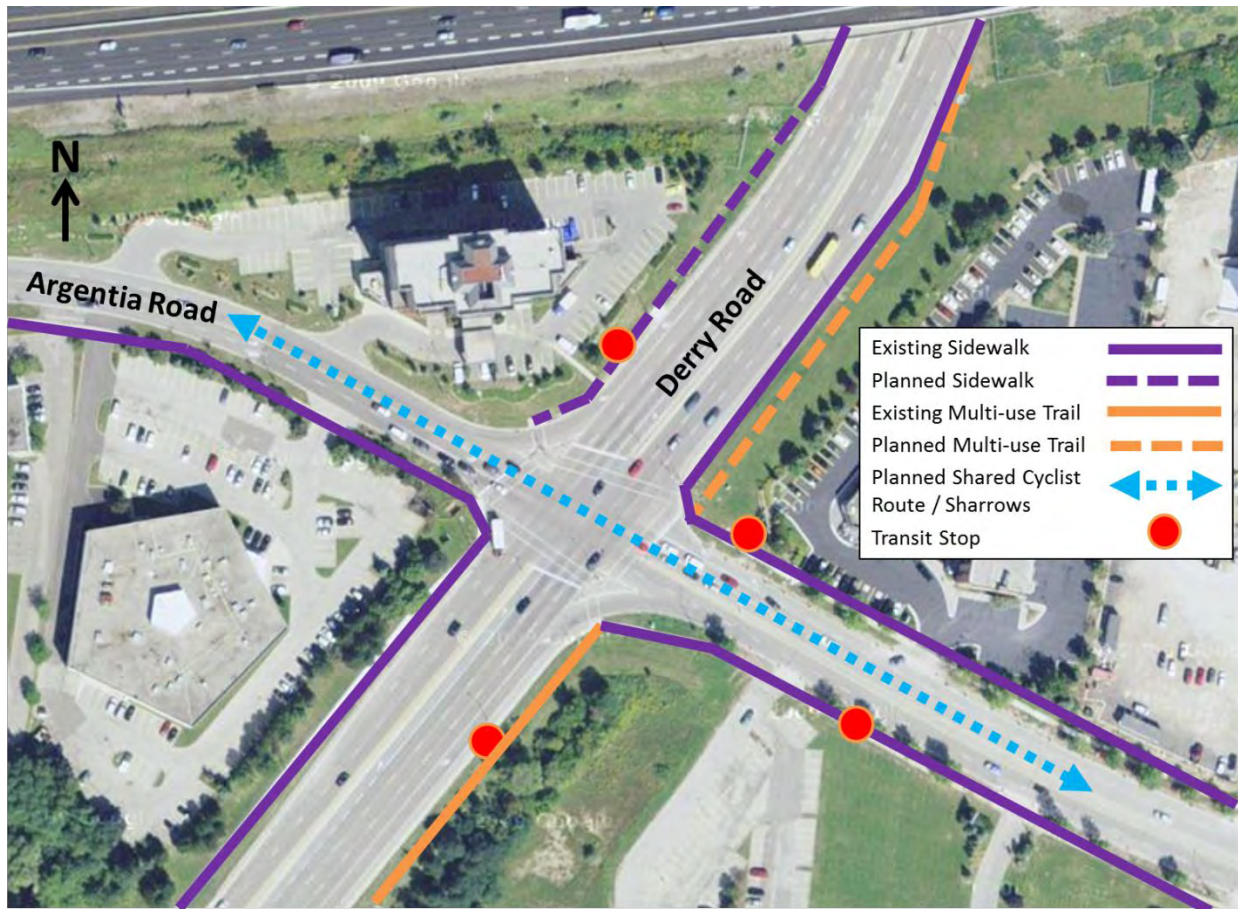 N
Argentia Road
Derry Road
Existing Sidewalk
Planned Sidewalk
Existing Multi-use Trail
Planned Multi-use Trail
Planned Shared Cyclist
Route / Sharrows
Transit Stop